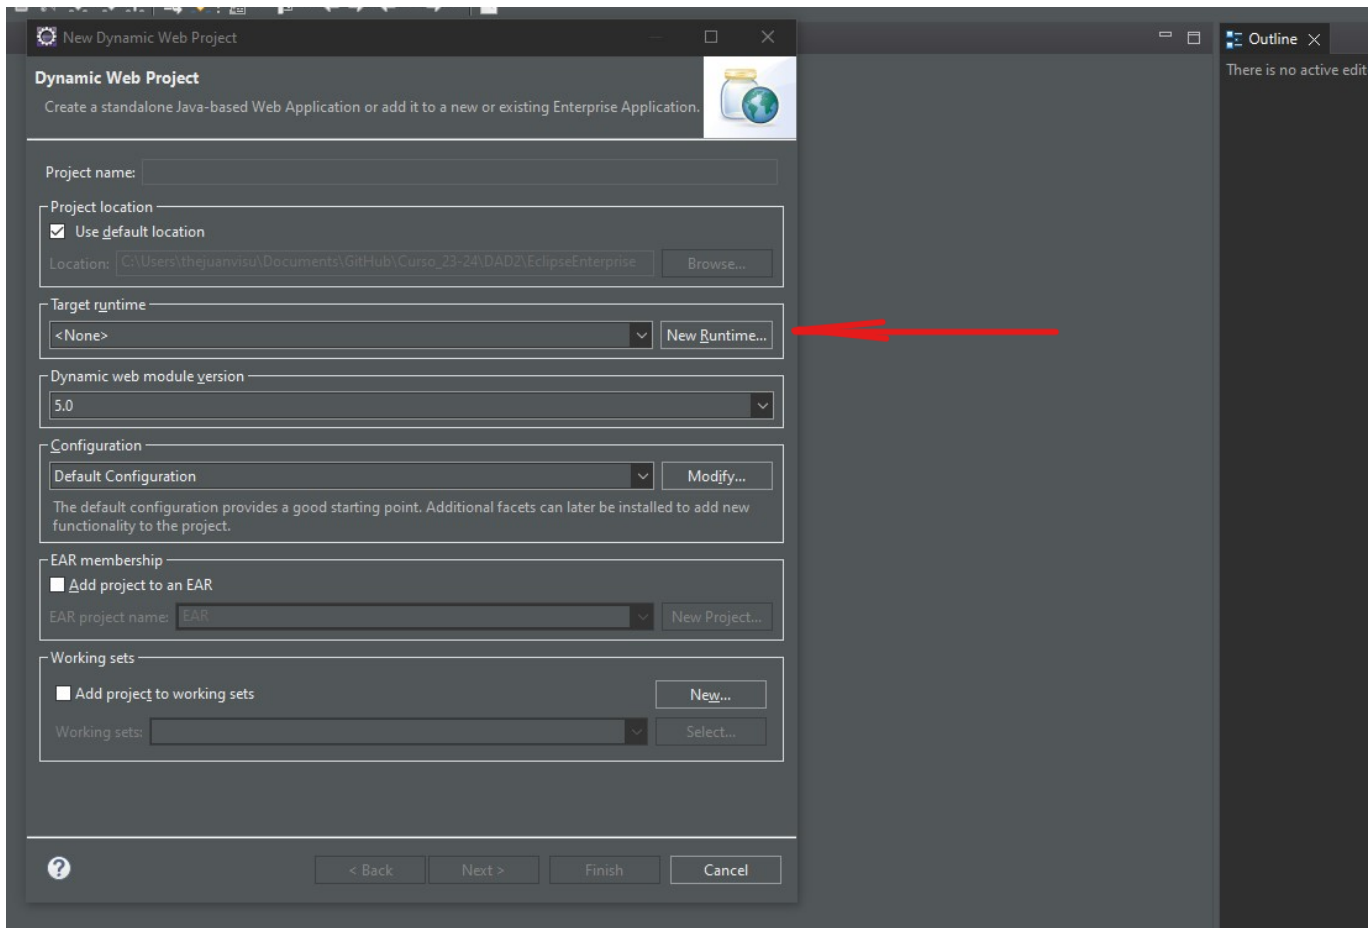 New Dynamic Web Project
Outline
Dynamic Web Project
There is no active edit
Create a standalone Java-based Web Application or add it to a new or existing Enterprise Application.
Project name:
Project location
Use default location
Location: C:\Users\thejuanvisu\Documents\GitHub\Curso_23-24\DAD2\EclipseEnterprise Browse...
Target runtime
<None> New Runtime...
Dynamic web module version
5.0
Configuration
Default Configuration Modify...
The default configuration provides a good starting point. Additional facets can later be installed to add new
functionality to the project.
EAR membership
Add project to an EAR
EAR project name: EAR New Project...
Working sets
Add project to working sets New...
Working sets: Select...
? < Back Next > Finish Cancel